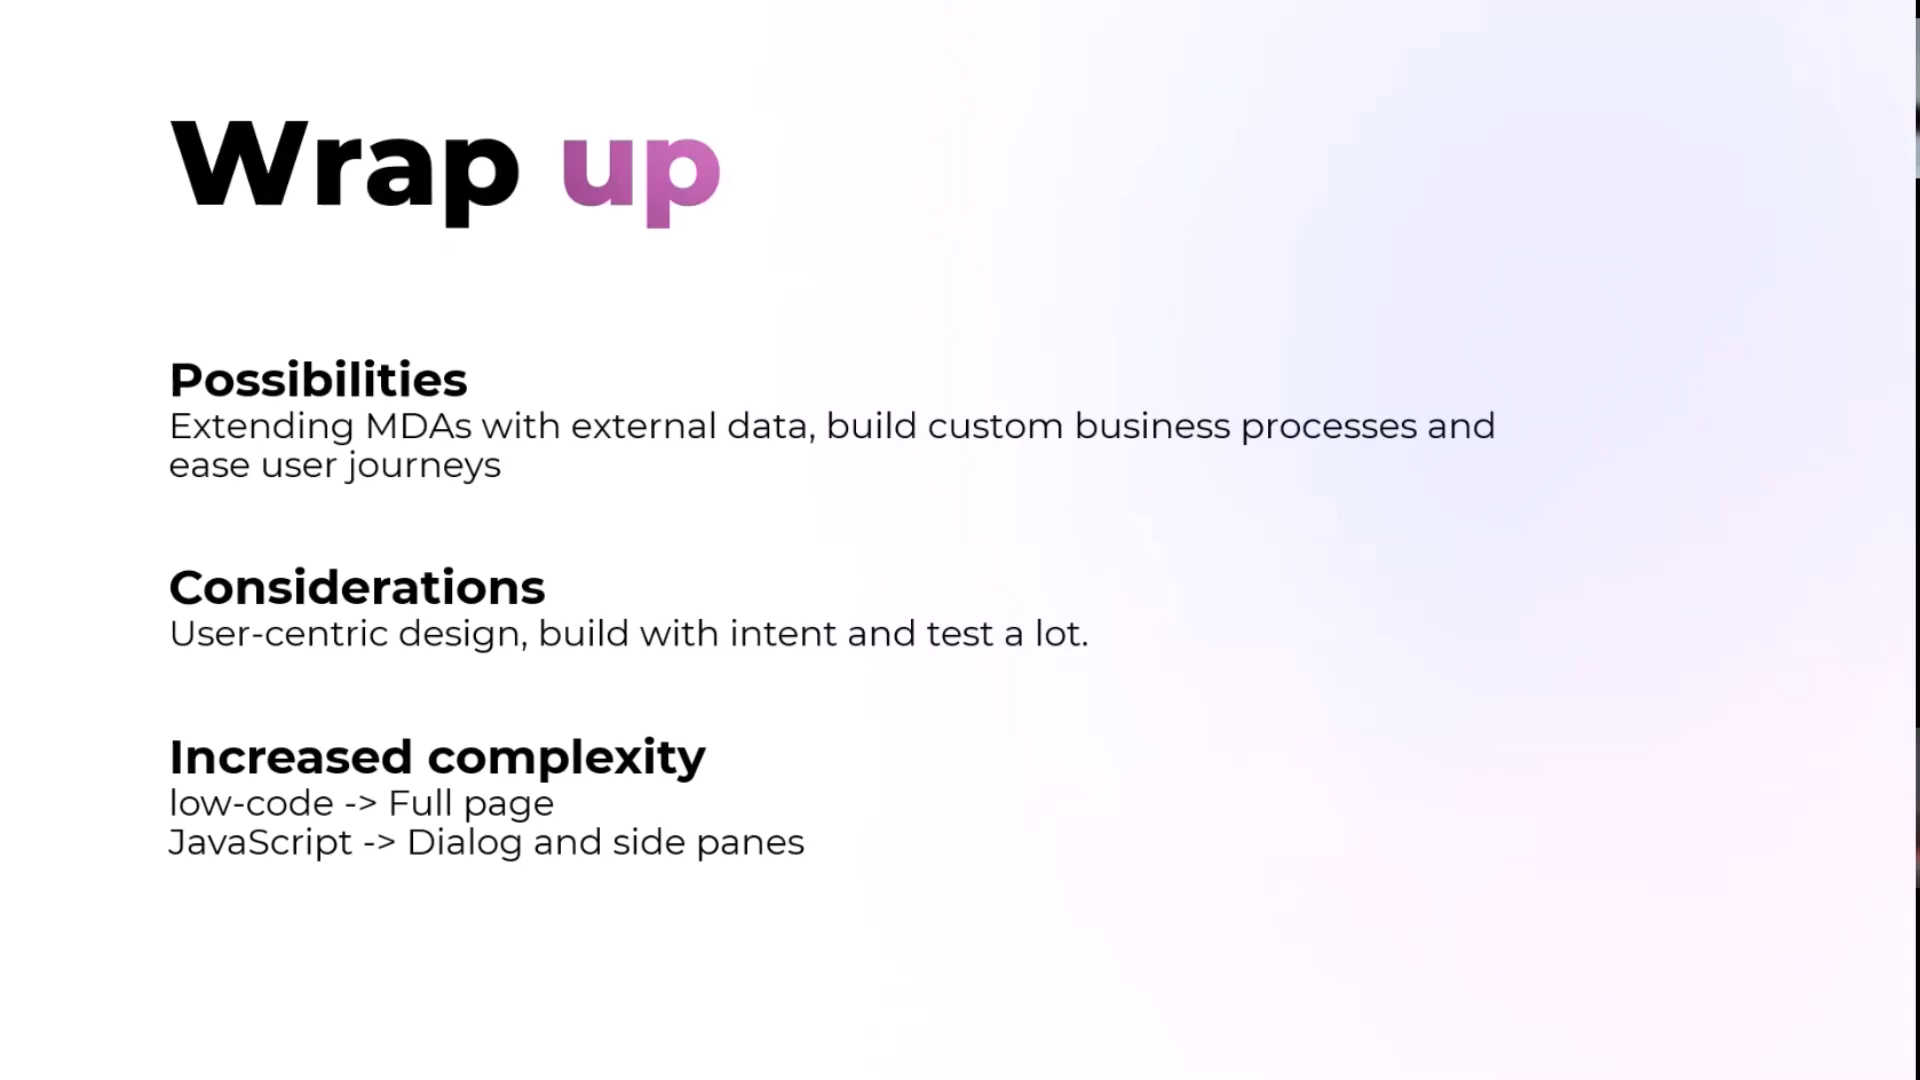 Wrap up
Possibilities
Extending MDAs with external data, build custom business processes and
ease user journeys
Considerations
User-centric design, build with intent and test a lot.
Increased complexity
low-code -> Full page
JavaScript -> Dialog and side panes